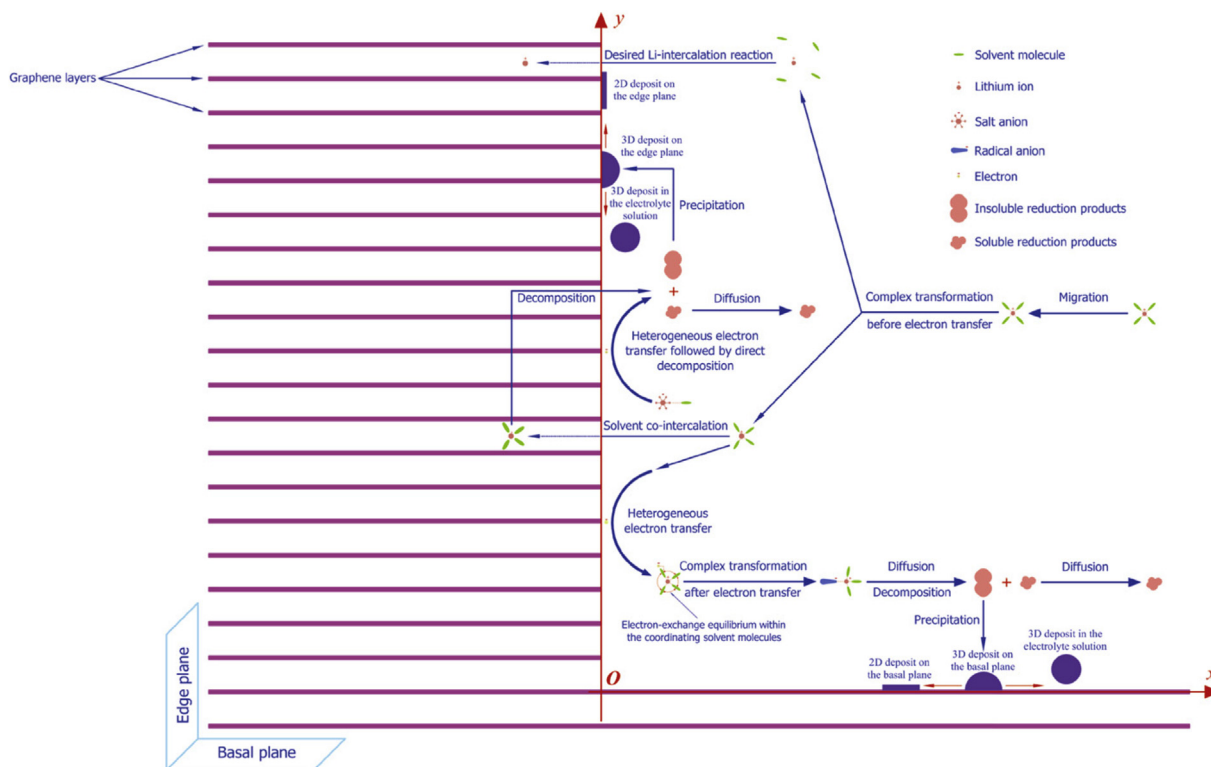 y
Graphene layers
Desired Li-intercalation reaction
2D deposit on
the edge plane
3D deposit on
the edge plane
3D deposit in
the electrolyte
solution
Precipitation
Decomposition
+
Diffusion
Heterogeneous electron
transfer followed by direct
decomposition
Solvent co-intercalation
Complex transformation
before electron transfer
Migration
Solvent molecule
Lithium ion
Salt anion
Radical anion
Electron
Insoluble reduction products
Soluble reduction products
Heterogeneous
electron transfer
Complex transformation
after electron transfer
Electron-exchange equilibrium within
the coordinating solvent molecules
Diffusion
Decomposition
+
Diffusion
Precipitation
2D deposit on
the basal plane
3D deposit on
the basal plane
3D deposit in the
electrolyte solution
O
x
Edge plane
Basal plane